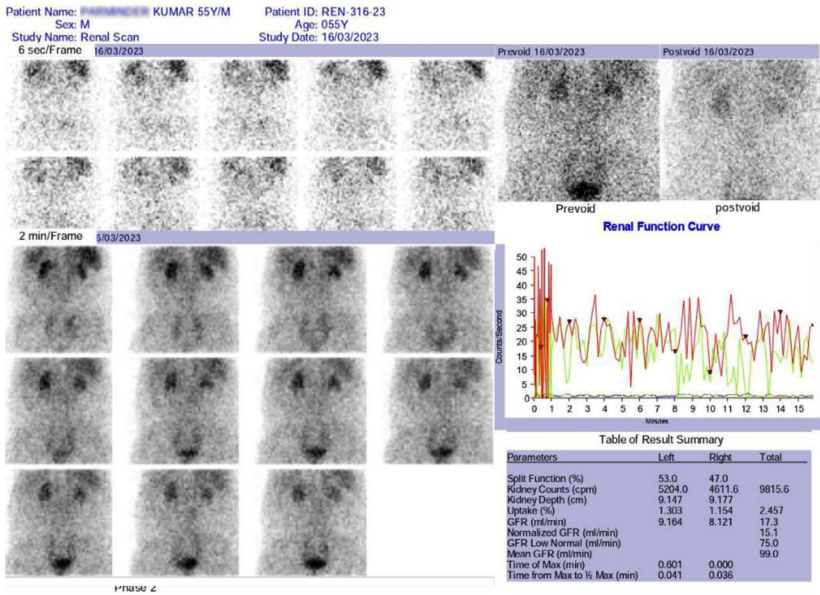 Patient Name: KUMAR 55Y/M Patient ID: REN-316-23
Sex: M Age: 055Y
Study Name: Renal Scan Study Date: 16/03/2023
6 sec/Frame 16/03/2023
Prevoid 16/03/2023 Postvoid 16/03/2023
Prevoid postvoid
2 min/Frame 6/03/2023
Renal Function Curve
Counts/Second
50
45
40
35
30
25
20
15
10
5
0
0 1 2 3 4 5 6 7 8 9 10 11 12 13 14 15
Minutes
Table of Result Summary
Parameters Left Right Total
Split Function (%) 53.0 47.0
Kidney Counts (cpm) 5204.0 4611.6 9815.6
Kidney Depth (cm) 9.147 9.177
Uptake (%) 1.303 1.154 2.457
GFR (ml/min) 9.164 8.121 17.3
Normalized GFR (ml/min) 15.1
GFR Low Normal (ml/min) 75.0
Mean GFR (ml/min) 99.0
Time of Max (min) 0.601 0.000
Time from Max to ½ Max (min) 0.041 0.036
Phase 2